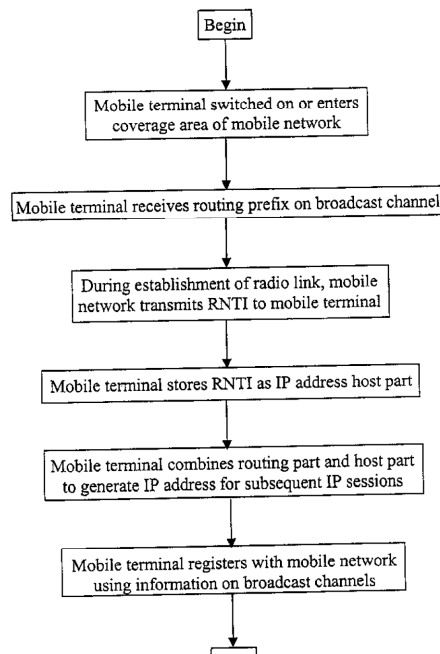 Begin
Mobile terminal switched on or enters
coverage area of mobile network
Mobile terminal receives routing prefix on broadcast channel
During establishment of radio link, mobile
network transmits RNTI to mobile terminal
Mobile terminal stores RNTI as IP address host part
Mobile terminal combines routing part and host part
to generate IP address for subsequent IP sessions
Mobile terminal registers with mobile network
using information on broadcast channels